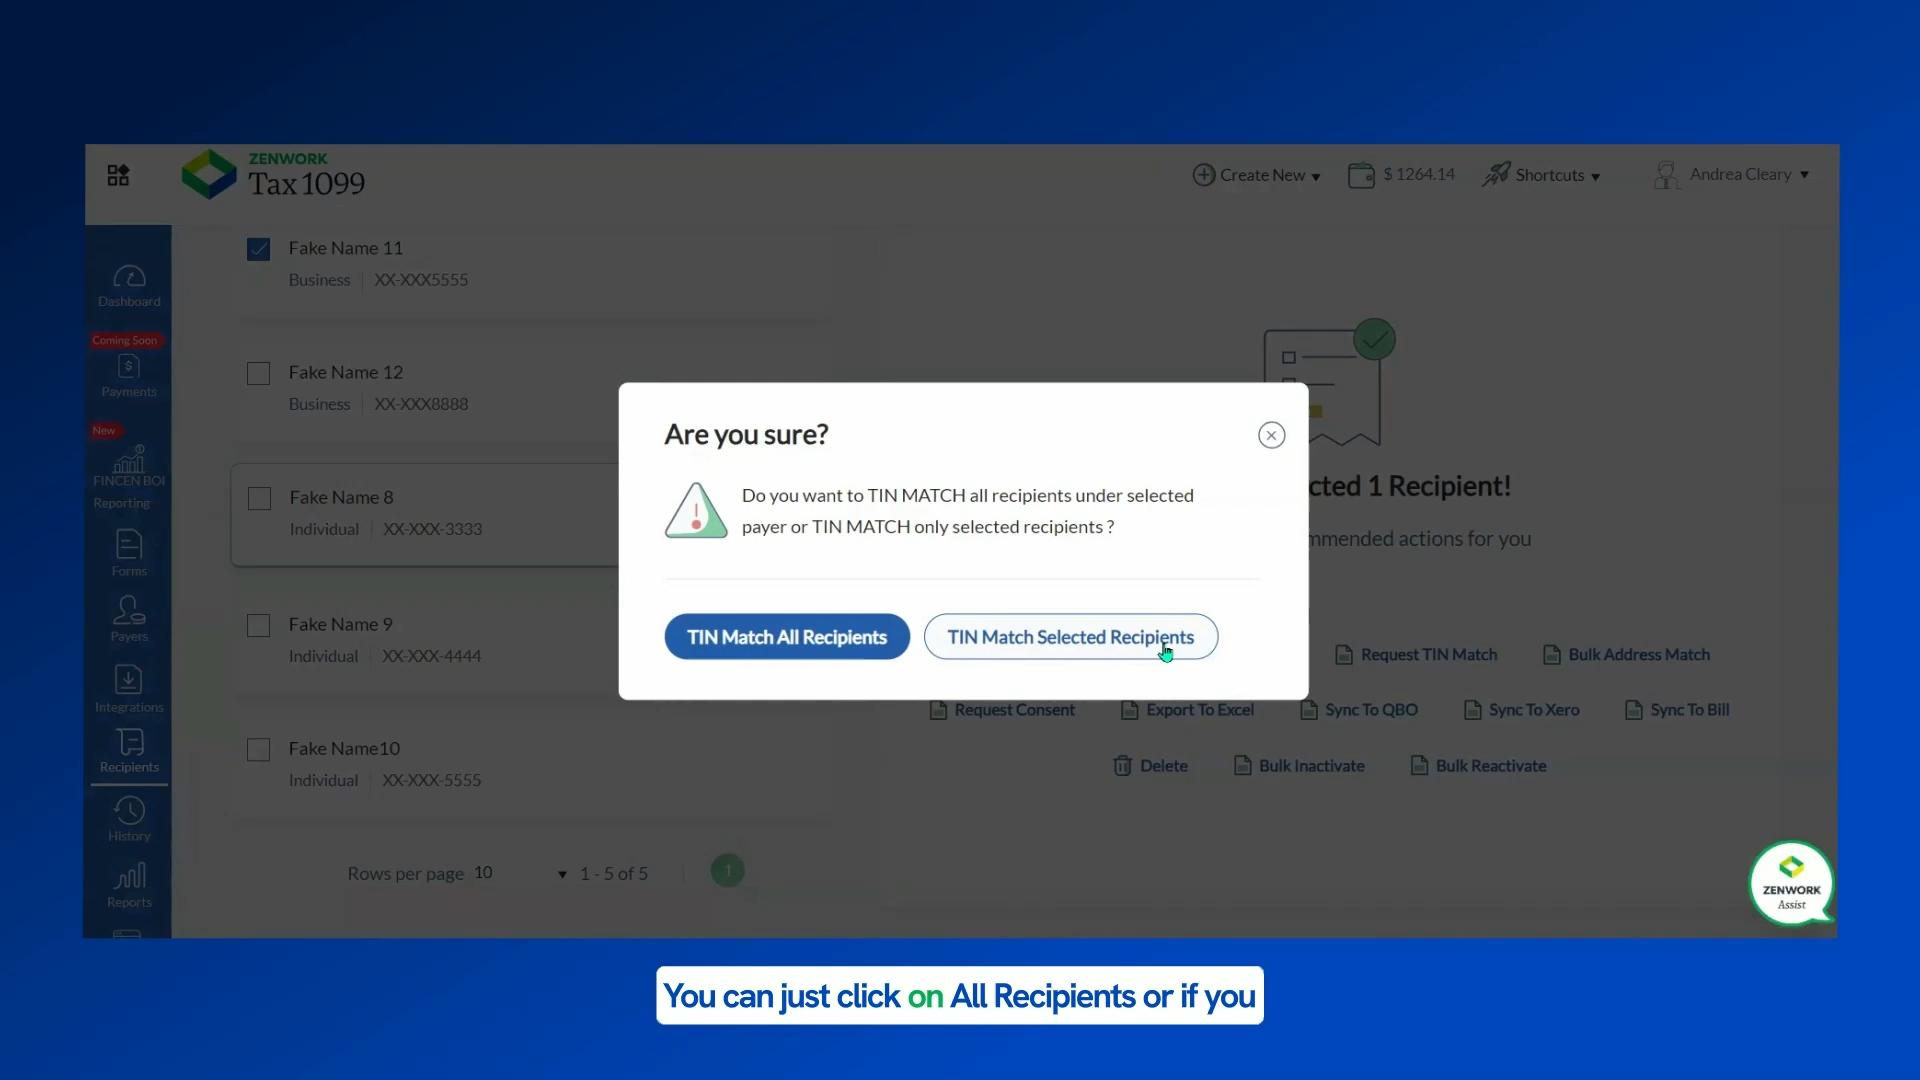 ZENWORK
Tax1099
Create New
$ 1264.14
Shortcuts
Andrea Cleary
Dashboard
Coming Soon
Payments
New
FINCEN BOI
Reporting
Forms
Payers
Integrations
Recipients
History
Reports
Fake Name 11
Business XX-XXX5555
Fake Name 12
Business XX-XXX8888
Fake Name 8
Individual XX-XXX-3333
Fake Name 9
Individual XX-XXX-4444
Fake Name10
Individual XX-XXX-5555
Rows per page 10 1 - 5 of 5 1
Are you sure?
Do you want to TIN MATCH all recipients under selected
payer or TIN MATCH only selected recipients ?
TIN Match All Recipients
TIN Match Selected Recipients
1 Recipient!
actions for you
Request TIN Match
Bulk Address Match
Request Consent
Export To Excel
Sync To QBO
Sync To Xero
Sync To Bill
Delete
Bulk Inactivate
Bulk Reactivate
ZENWORK
Assist
You can just click on All Recipients or if you